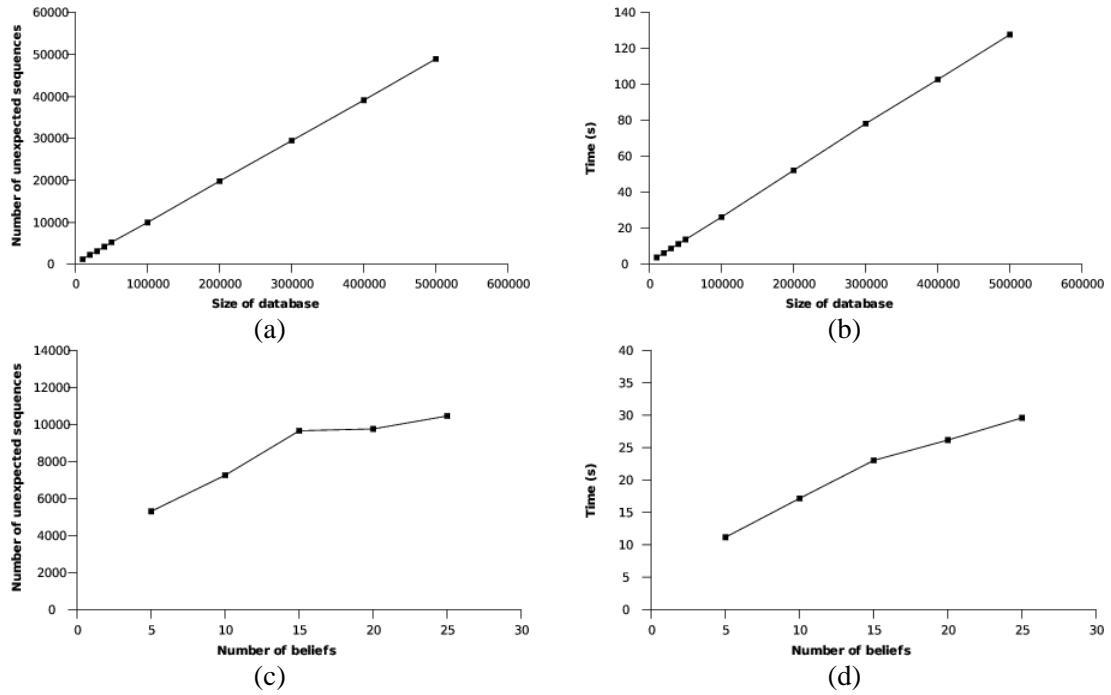 60000
50000
40000
30000
20000
10000
0
Number of unexpected sequences
0 100000 200000 300000 400000 500000 600000
Size of database
(a)
140
120
100
80
60
40
20
0
Time (s)
0 100000 200000 300000 400000 500000 600000
Size of database
(b)
14000
12000
10000
8000
6000
4000
2000
0
Number of unexpected sequences
0 5 10 15 20 25 30
Number of beliefs
(c)
40
35
30
25
20
15
10
5
0
Time (s)
0 5 10 15 20 25 30
Number of beliefs
(d)